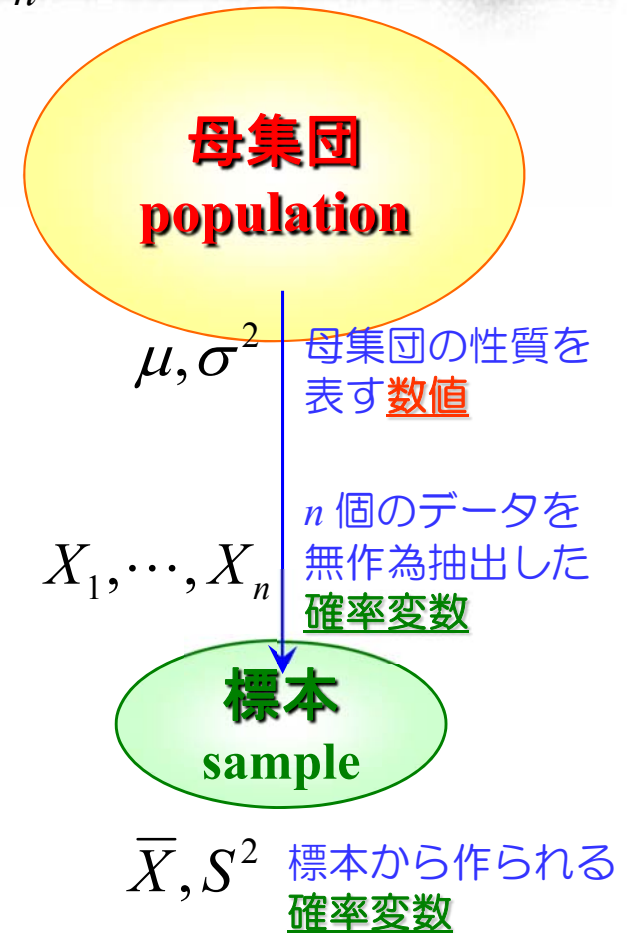 n
母集団
population
μ, σ²
母集団の性質を
表す数値
n 個のデータを
無作為抽出した
確率変数
X₁,⋯, Xₙ
標本
sample
X̅, S²
標本から作られる
確率変数